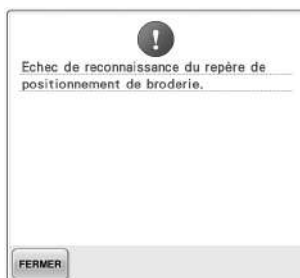 Echec de reconnaissance du repère de
positionnement de broderie.
FERMER